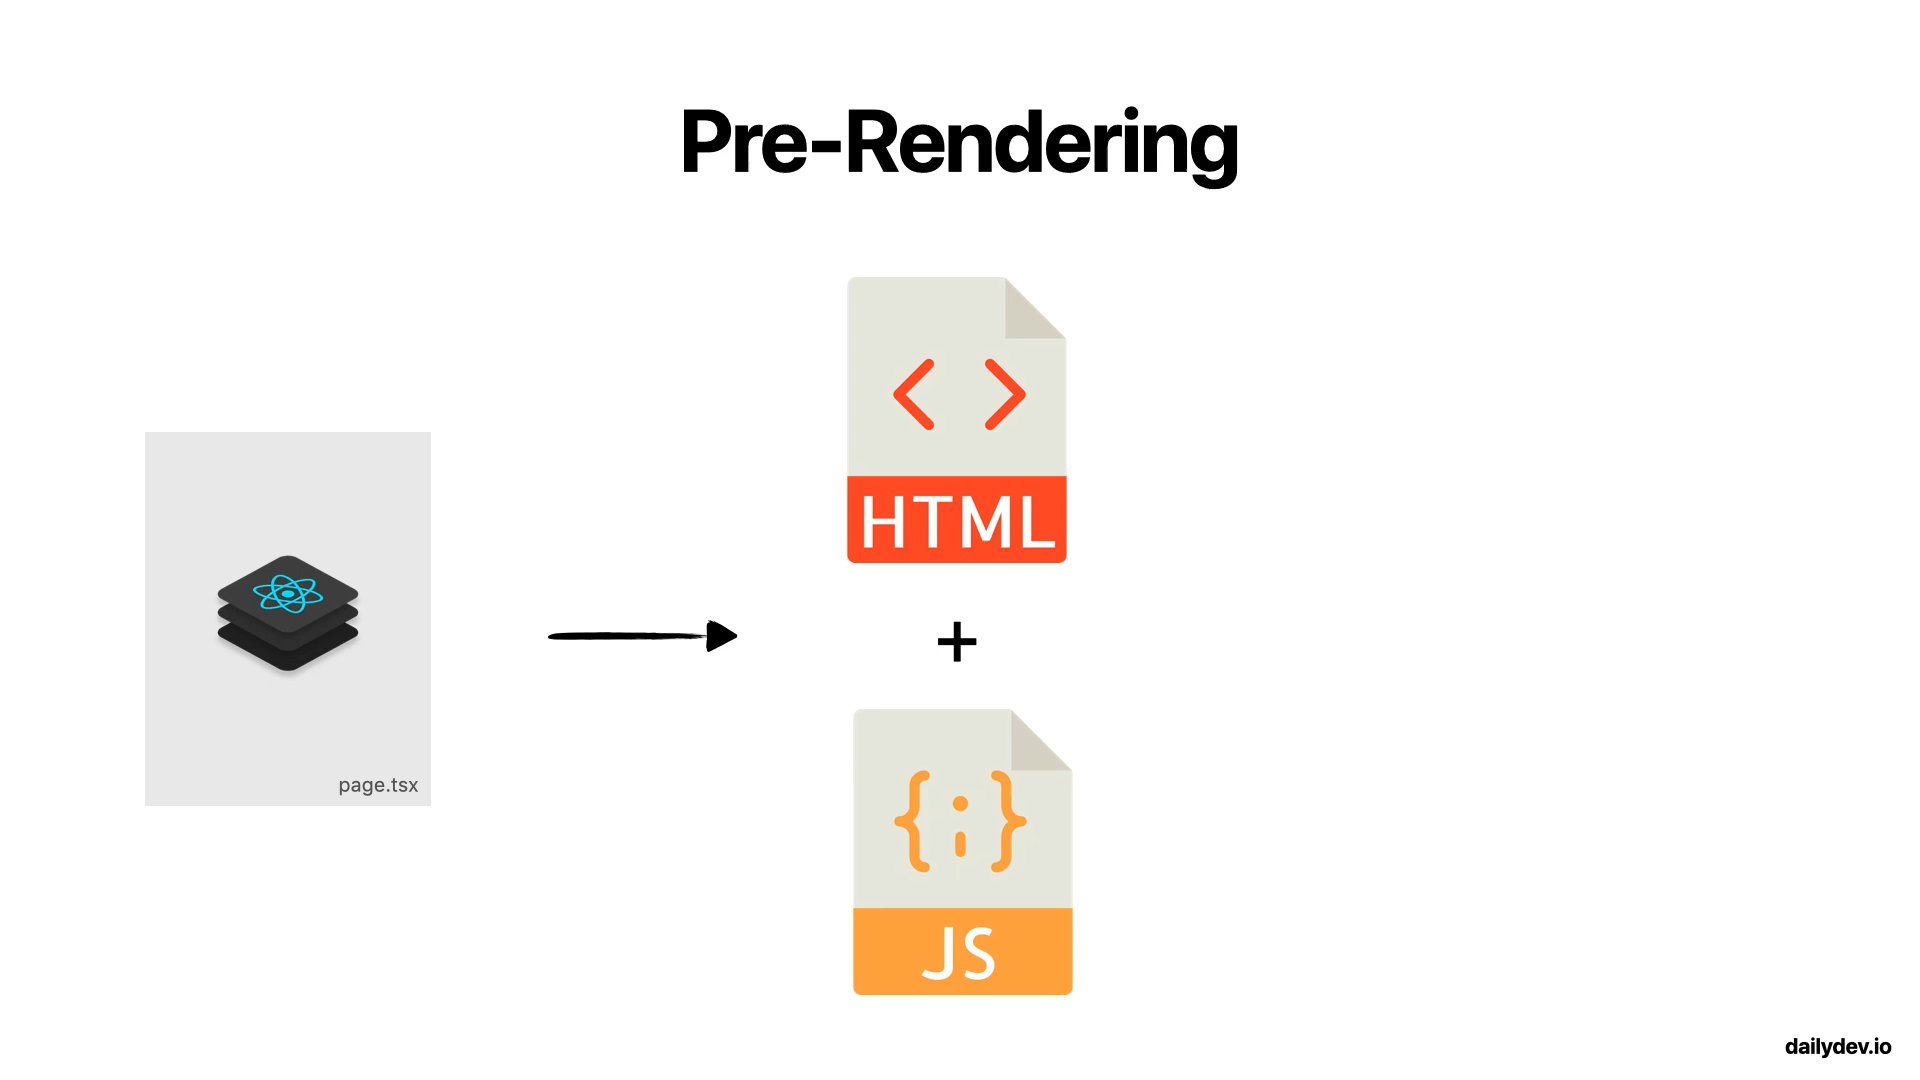 Pre-Rendering
HTML
page.tsx
+
{;}
JS
dailydev.io